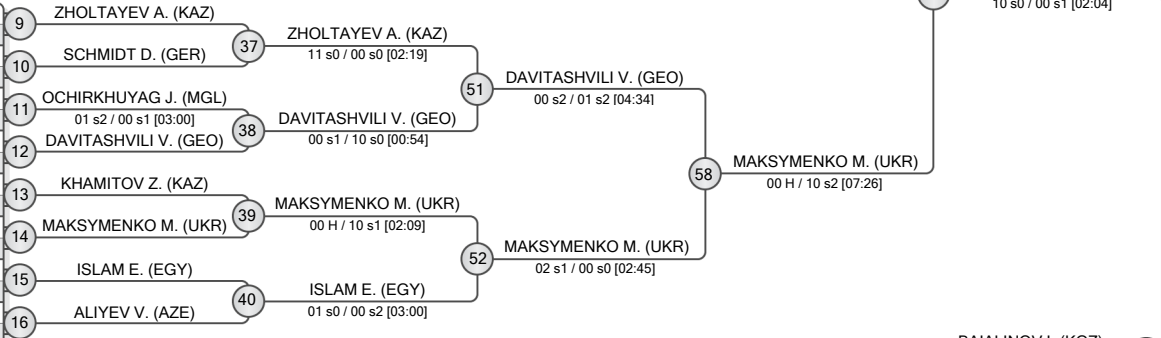 10 s0 / 00 s1 [02:04]
9
ZHOLTAYEV A. (KAZ)
37
ZHOLTAYEV A. (KAZ)
11 s0 / 00 s0 [02:19]
10
SCHMIDT D. (GER)
51
DAVITASHVILI V. (GEO)
00 s2 / 01 s2 [04:34]
11
OCHIRKHUYAG J. (MGL)
01 s2 / 00 s1 [03:00]
38
DAVITASHVILI V. (GEO)
00 s1 / 10 s0 [00:54]
12
DAVITASHVILI V. (GEO)
58
MAKSYMENKO M. (UKR)
00 H / 10 s2 [07:26]
13
KHAMITOV Z. (KAZ)
39
MAKSYMENKO M. (UKR)
00 H / 10 s1 [02:09]
14
MAKSYMENKO M. (UKR)
52
MAKSYMENKO M. (UKR)
02 s1 / 00 s0 [02:45]
15
ISLAM E. (EGY)
40
ISLAM E. (EGY)
01 s0 / 00 s2 [03:00]
16
ALIYEV V. (AZE)